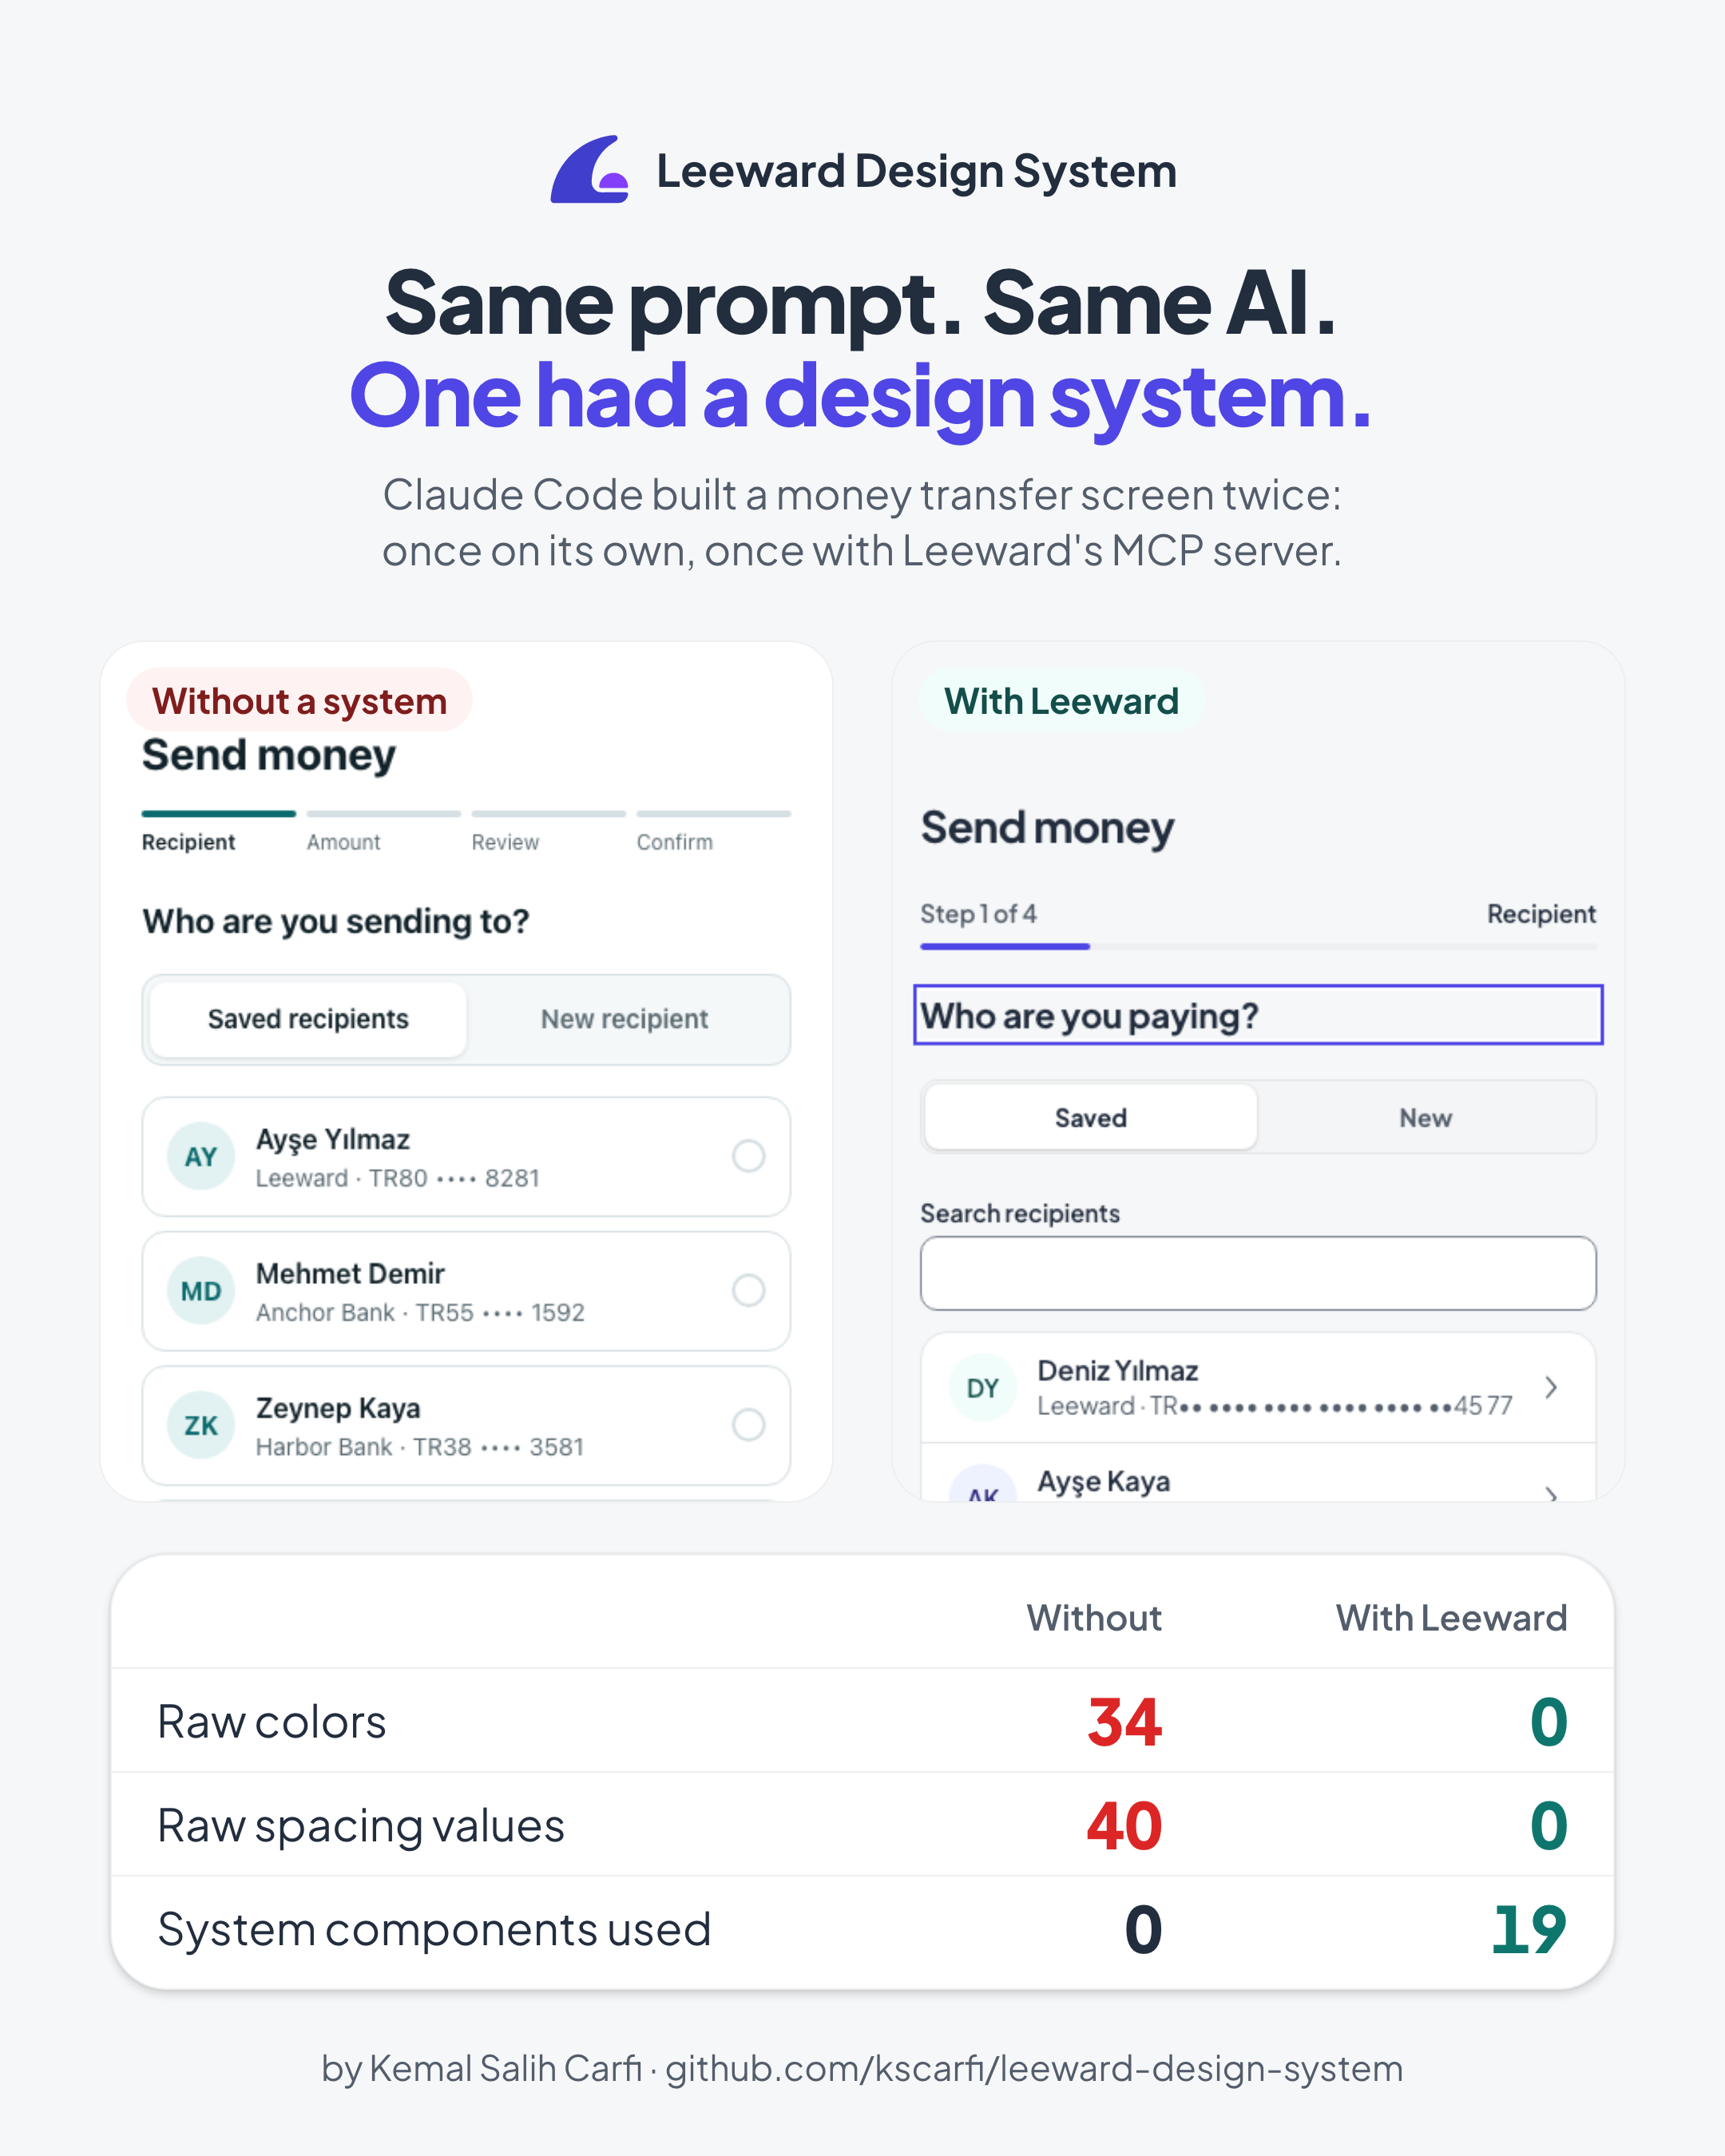 Leeward Design System
Same prompt. Same AI.
One had a design system.
Claude Code built a money transfer screen twice:
once on its own, once with Leeward's MCP server.
Without a system
Send money
Recipient Amount Review Confirm
Who are you sending to?
Saved recipients New recipient
AY Ayşe Yılmaz
Leeward · TR80 •••• 8281
MD Mehmet Demir
Anchor Bank · TR55 •••• 1592
ZK Zeynep Kaya
Harbor Bank · TR38 •••• 3581
With Leeward
Send money
Step 1 of 4 Recipient
Who are you paying?
Saved New
Search recipients
DY Deniz Yılmaz
Leeward · TR•• •••• •••• •••• •••• ••45 77
AK Ayşe Kaya
Without With Leeward
Raw colors 34 0
Raw spacing values 40 0
System components used 0 19
by Kemal Salih Carfi · github.com/kscarfi/leeward-design-system